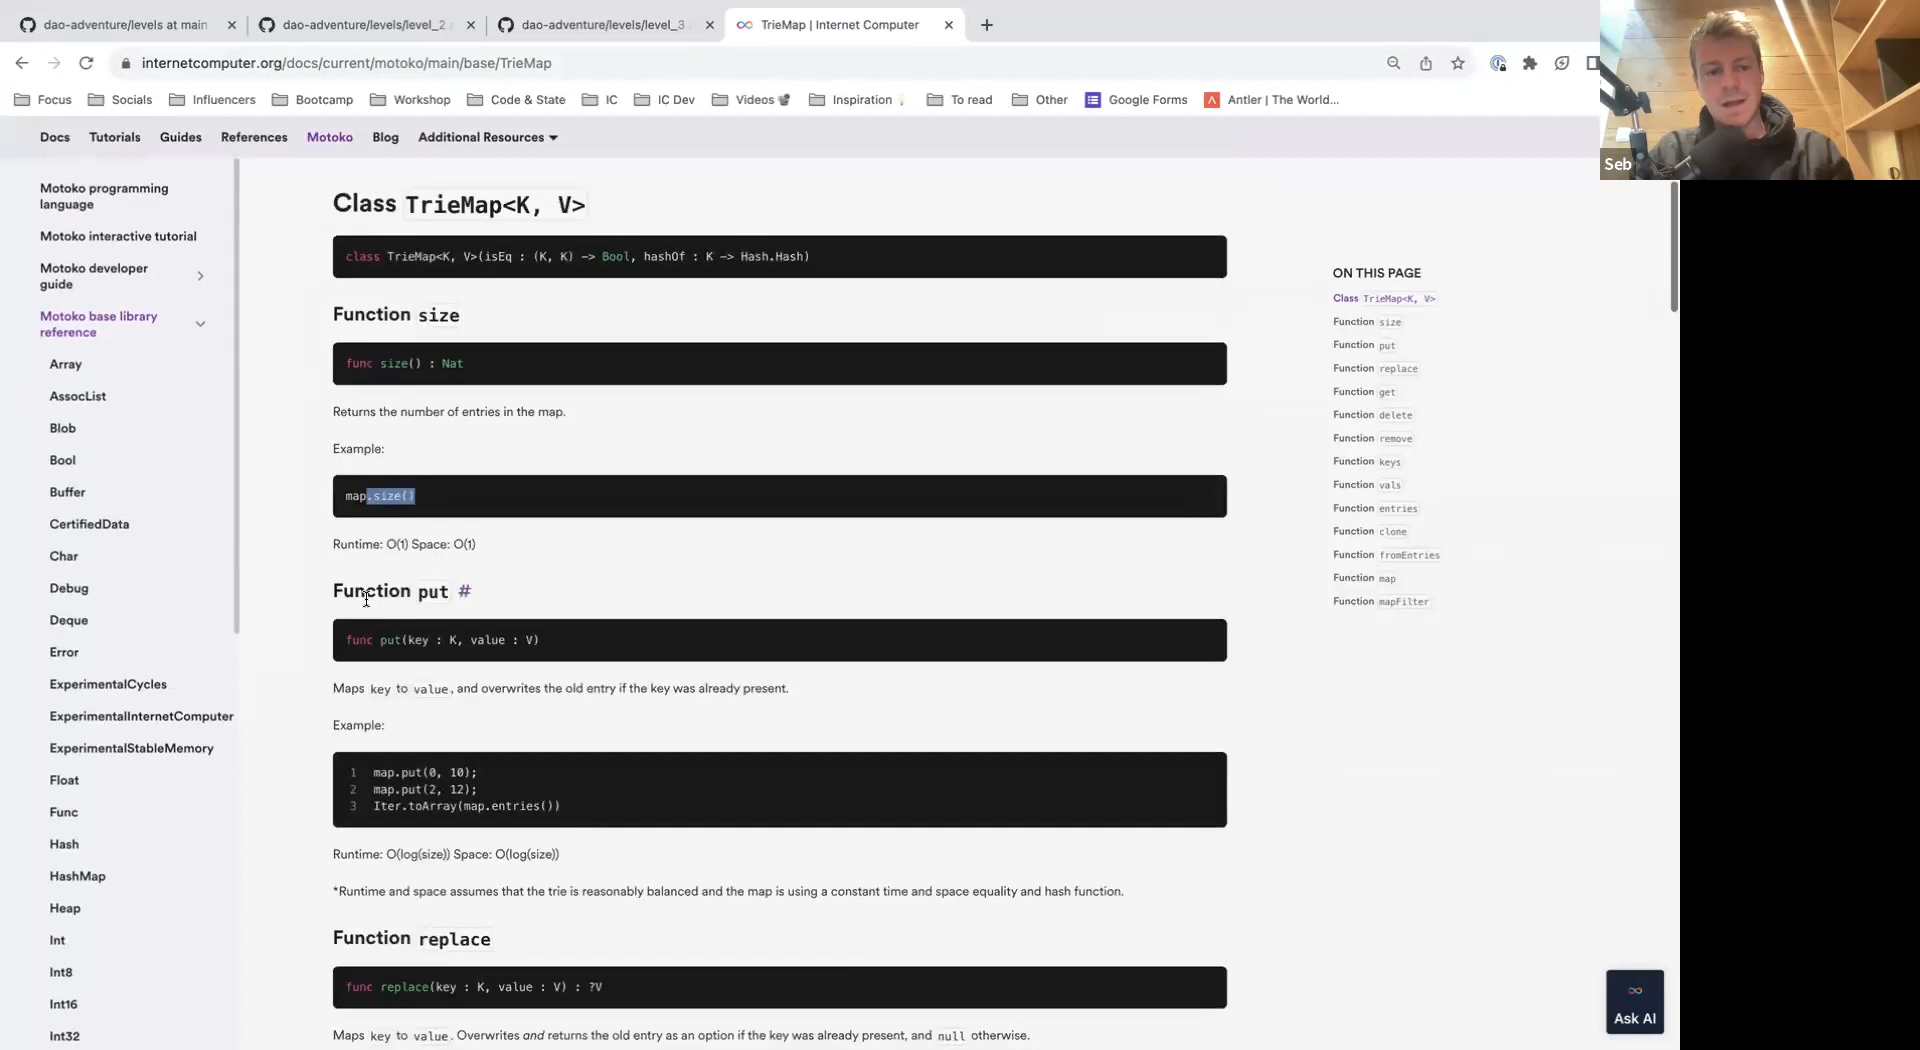 dao-adventure/levels at main
dao-adventure/levels/level_2
dao-adventure/levels/level_3
TrieMap | Internet Computer
internetcomputer.org/docs/current/motoko/main/base/TrieMap
Focus
Socials
Influencers
Bootcamp
Workshop
Code & State
IC
IC Dev
Videos
Inspiration
To read
Other
Google Forms
Antler | The World...
Seb
Docs
Tutorials
Guides
References
Motoko
Blog
Additional Resources
Motoko programming
language
Motoko interactive tutorial
Motoko developer
guide
Motoko base library
reference
Array
AssocList
Blob
Bool
Buffer
CertifiedData
Char
Debug
Deque
Error
ExperimentalCycles
ExperimentalInternetComputer
ExperimentalStableMemory
Float
Func
Hash
HashMap
Heap
Int
Int8
Int16
Int32
Class TrieMap<K, V>
class TrieMap<K, V>(isEq : (K, K) -> Bool, hashOf : K -> Hash.Hash)
Function size
func size() : Nat
Returns the number of entries in the map.
Example:
map.size()
Runtime: O(1) Space: O(1)
Function put #
func put(key : K, value : V)
Maps key to value, and overwrites the old entry if the key was already present.
Example:
1 map.put(0, 10);
2 map.put(2, 12);
3 Iter.toArray(map.entries())
Runtime: O(log(size)) Space: O(log(size))
*Runtime and space assumes that the trie is reasonably balanced and the map is using a constant time and space equality and hash function.
Function replace
func replace(key : K, value : V) : ?V
Maps key to value. Overwrites and returns the old entry as an option if the key was already present, and null otherwise.
ON THIS PAGE
Class TrieMap<K, V>
Function size
Function put
Function replace
Function get
Function delete
Function remove
Function keys
Function vals
Function entries
Function clone
Function fromEntries
Function map
Function mapFilter
Ask AI